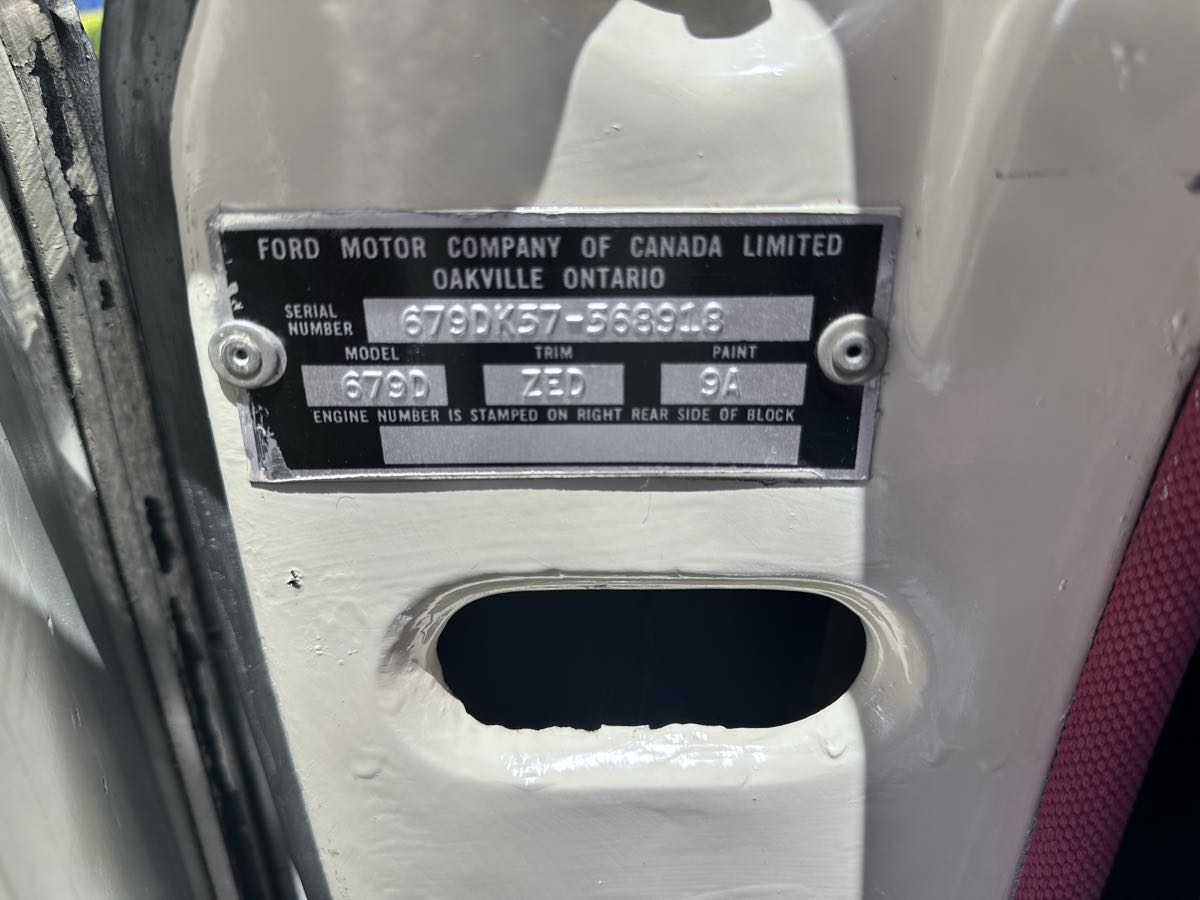 FORD MOTOR COMPANY OF CANADA LIMITED
OAKVILLE ONTARIO
SERIAL NUMBER 679DK57-568918
MODEL TRIM PAINT
679D ZED 9A
ENGINE NUMBER IS STAMPED ON RIGHT REAR SIDE OF BLOCK